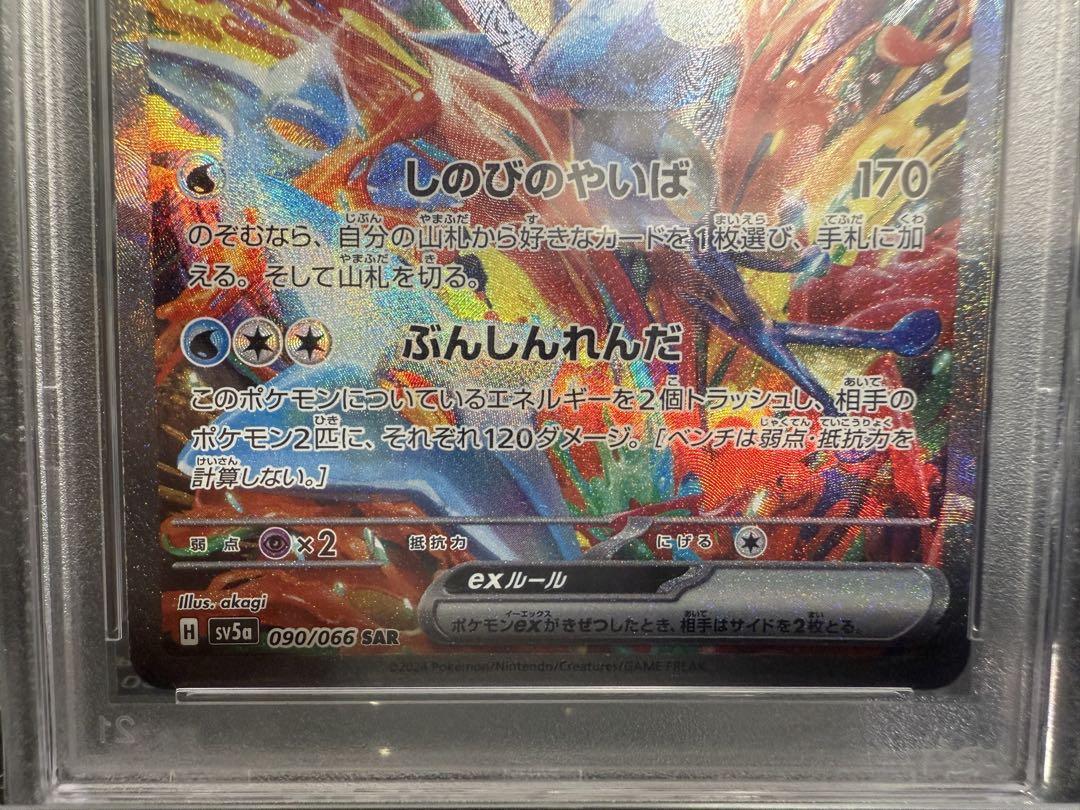 しのびのやいば 170
のぞむなら、自分の山札から好きなカードを1枚選び、手札に加
える。そして山札を切る。
ぶんしんれんだ
このポケモンについているエネルギーを2個トラッシュし、相手の
ポケモン2匹に、それぞれ120ダメージ。[ベンチは弱点・抵抗力を
計算しない。]
弱点 ×2 抵抗力 にげる
exルール
ポケモンexがきぜつしたとき、相手はサイドを2枚とる。
Illus. akagi
H sv5a 090/066 SAR
©2024 Pokémon/Nintendo/Creatures/GAME FREAK